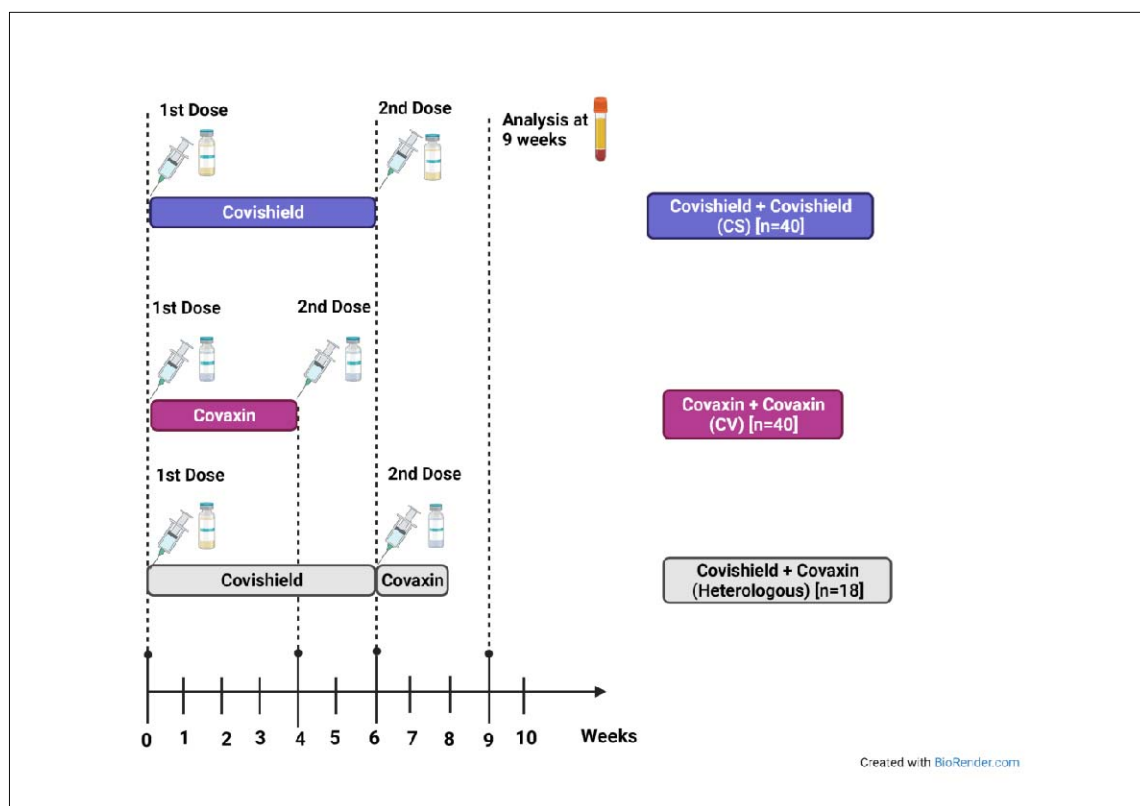 1st Dose
2nd Dose
Analysis at
9 weeks
Covishield
Covishield + Covishield
(CS) [n=40]
1st Dose
2nd Dose
Covaxin
Covaxin + Covaxin
(CV) [n=40]
1st Dose
2nd Dose
Covishield
Covaxin
Covishield + Covaxin
(Heterologous) [n=18]
0 1 2 3 4 5 6 7 8 9 10 Weeks
Created with BioRender.com